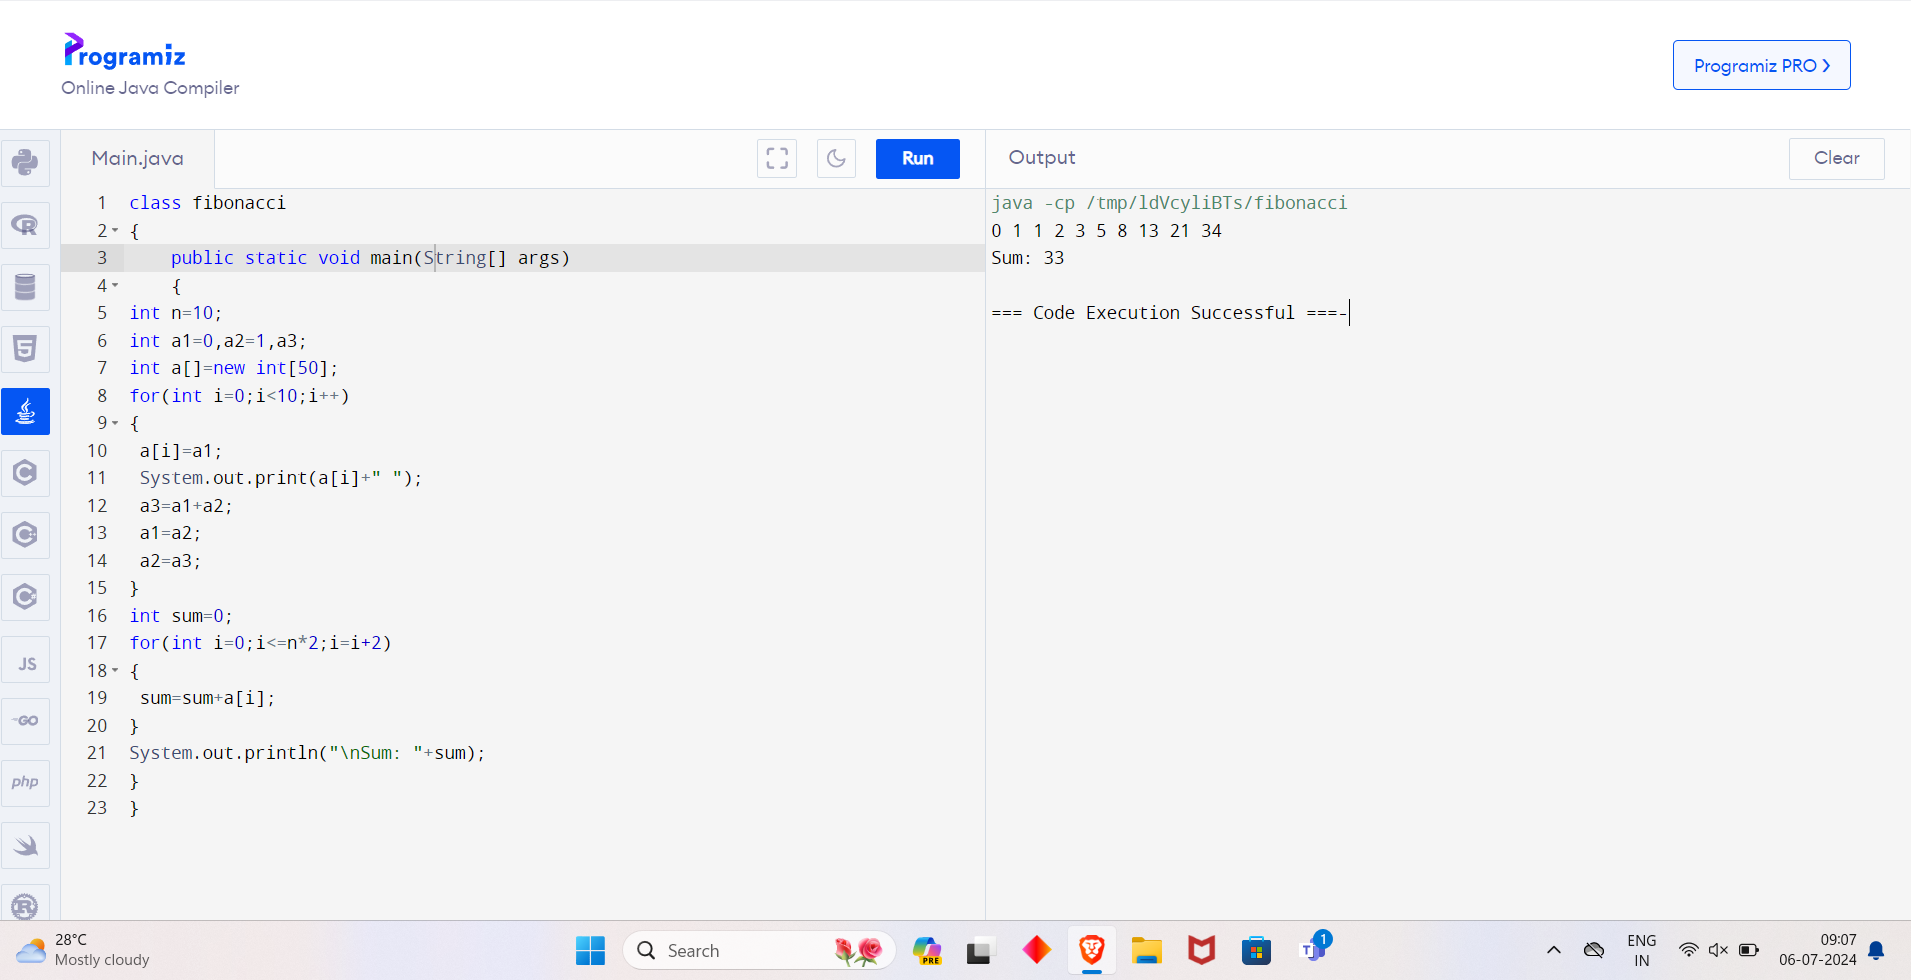 Programiz
Online Java Compiler
Programiz PRO ›
Main.java
Run
Output
Clear
1 class fibonacci
2 {
3     public static void main(String[] args)
4     {
5 int n=10;
6 int a1=0,a2=1,a3;
7 int a[]=new int[50];
8 for(int i=0;i<10;i++)
9 {
10  a[i]=a1;
11  System.out.print(a[i]+" ");
12  a3=a1+a2;
13  a1=a2;
14  a2=a3;
15 }
16 int sum=0;
17 for(int i=0;i<=n*2;i=i+2)
18 {
19  sum=sum+a[i];
20 }
21 System.out.println("\nSum: "+sum);
22 }
23 }
java -cp /tmp/ldVcyliBTs/fibonacci
0 1 1 2 3 5 8 13 21 34
Sum: 33
=== Code Execution Successful ===-
R
5
C
C
C#
JS
GO
php
R
28°C
Mostly cloudy
Search
PRE
T
1
ENG
IN
09:07
06-07-2024